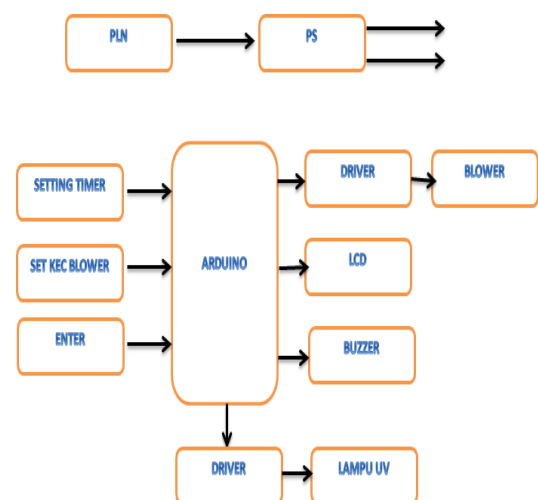 PLN
PS
SETTING TIMER
SET KEC BLOWER
ENTER
ARDUINO
DRIVER
BLOWER
LCD
BUZZER
DRIVER
LAMPU UV